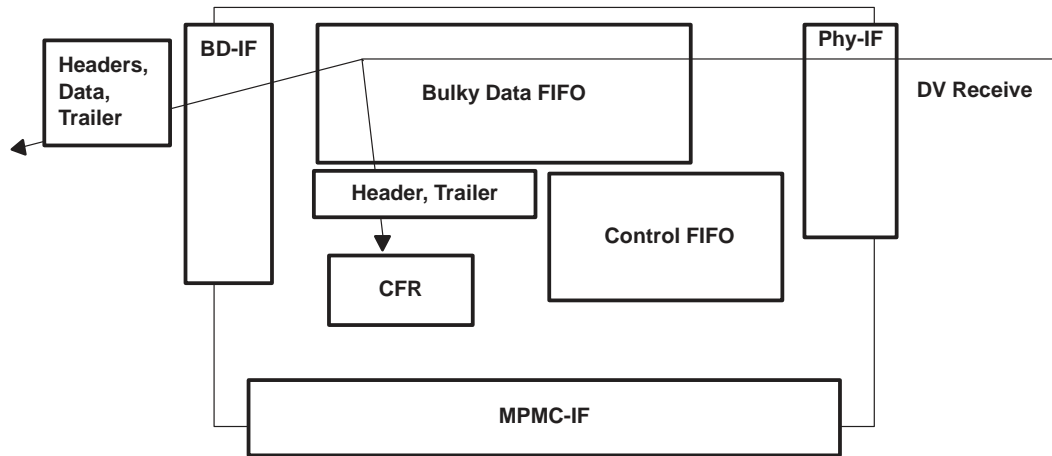 Headers,
Data,
Trailer
BD-IF
Bulky Data FIFO
Phy-IF
DV Receive
Header, Trailer
Control FIFO
CFR
MPMC-IF